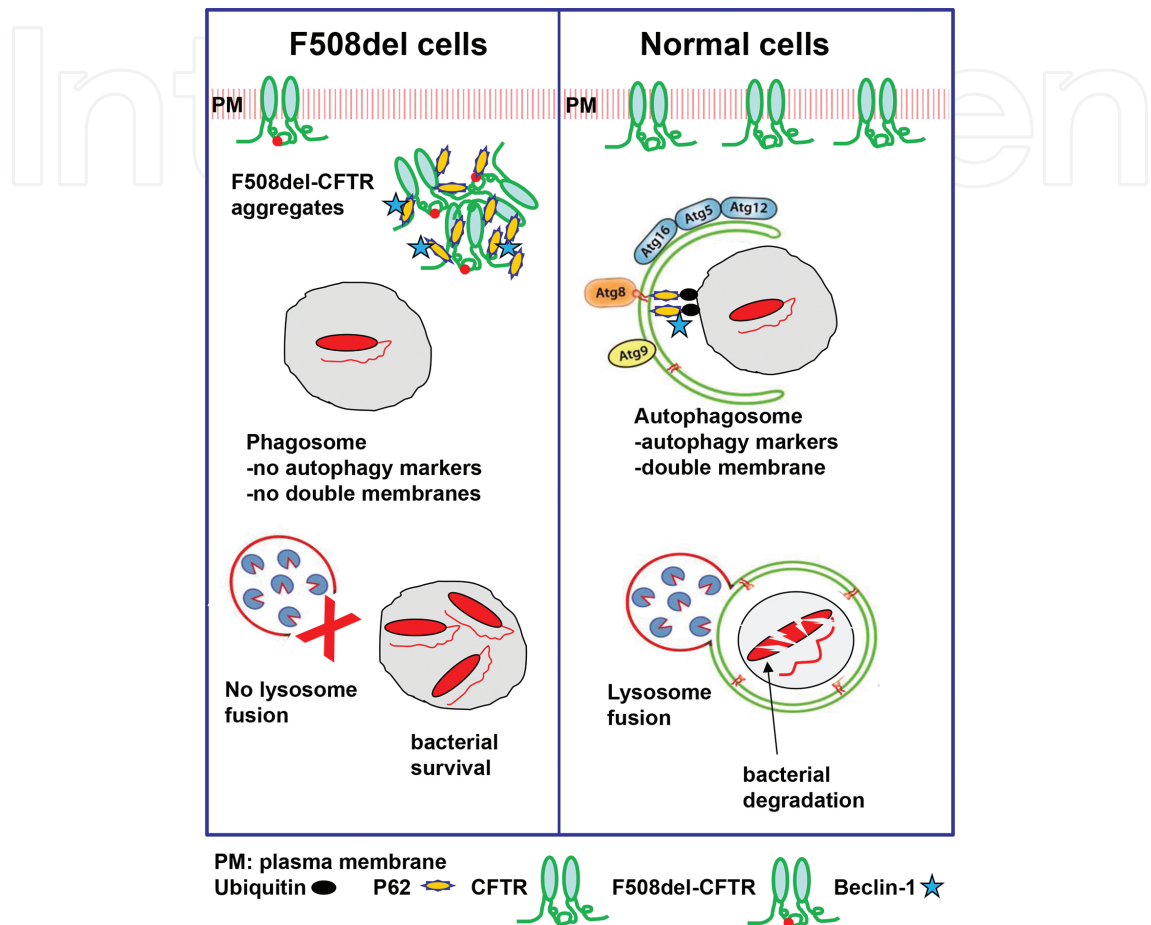 F508del cells
PM
F508del-CFTR
aggregates
Phagosome
-no autophagy markers
-no double membranes
No lysosome
fusion
bacterial
survival
Normal cells
PM
Atg16
Atg5
Atg12
Atg8
Atg9
Autophagosome
-autophagy markers
-double membrane
Lysosome
fusion
bacterial
degradation
PM: plasma membrane
Ubiquitin P62 CFTR F508del-CFTR Beclin-1